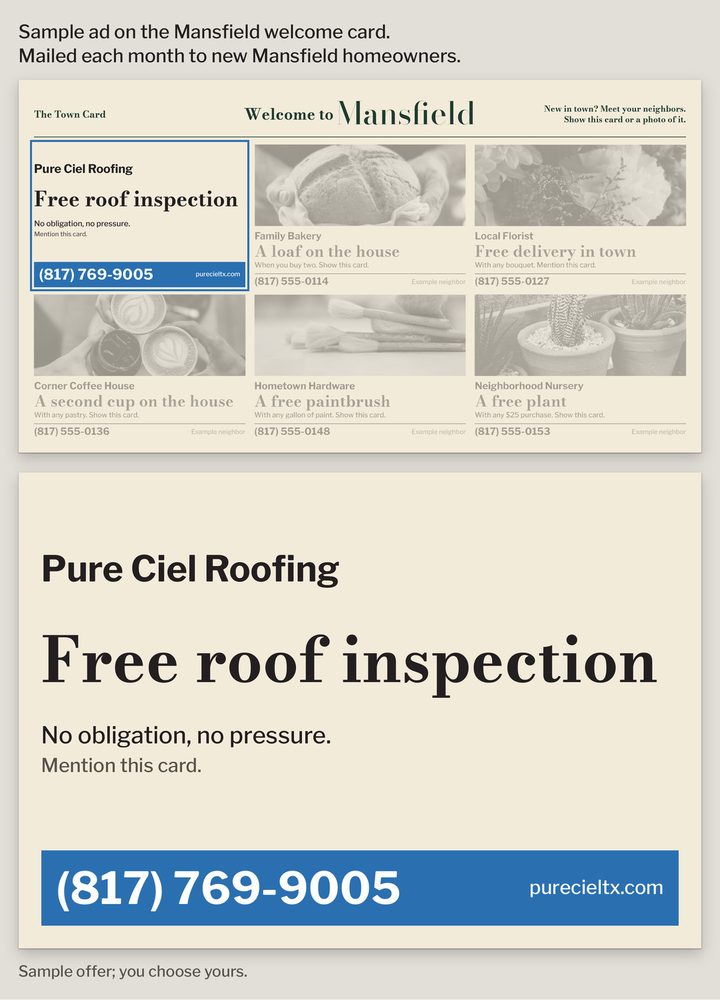 Sample ad on the Mansfield welcome card.
Mailed each month to new Mansfield homeowners.
The Town Card
Welcome to Mansfield
New in town? Meet your neighbors.
Show this card or a photo of it.
Pure Ciel Roofing
Free roof inspection
No obligation, no pressure.
Mention this card.
(817) 769-9005 purecieltx.com
Family Bakery
A loaf on the house
When you buy two. Show this card.
(817) 555-0114 Example neighbor
Local Florist
Free delivery in town
With any bouquet. Mention this card.
(817) 555-0127 Example neighbor
Corner Coffee House
A second cup on the house
With any pastry. Show this card.
(817) 555-0136 Example neighbor
Hometown Hardware
A free paintbrush
With any gallon of paint. Show this card.
(817) 555-0148 Example neighbor
Neighborhood Nursery
A free plant
With any $25 purchase. Show this card.
(817) 555-0153 Example neighbor
Pure Ciel Roofing
Free roof inspection
No obligation, no pressure.
Mention this card.
(817) 769-9005 purecieltx.com
Sample offer; you choose yours.